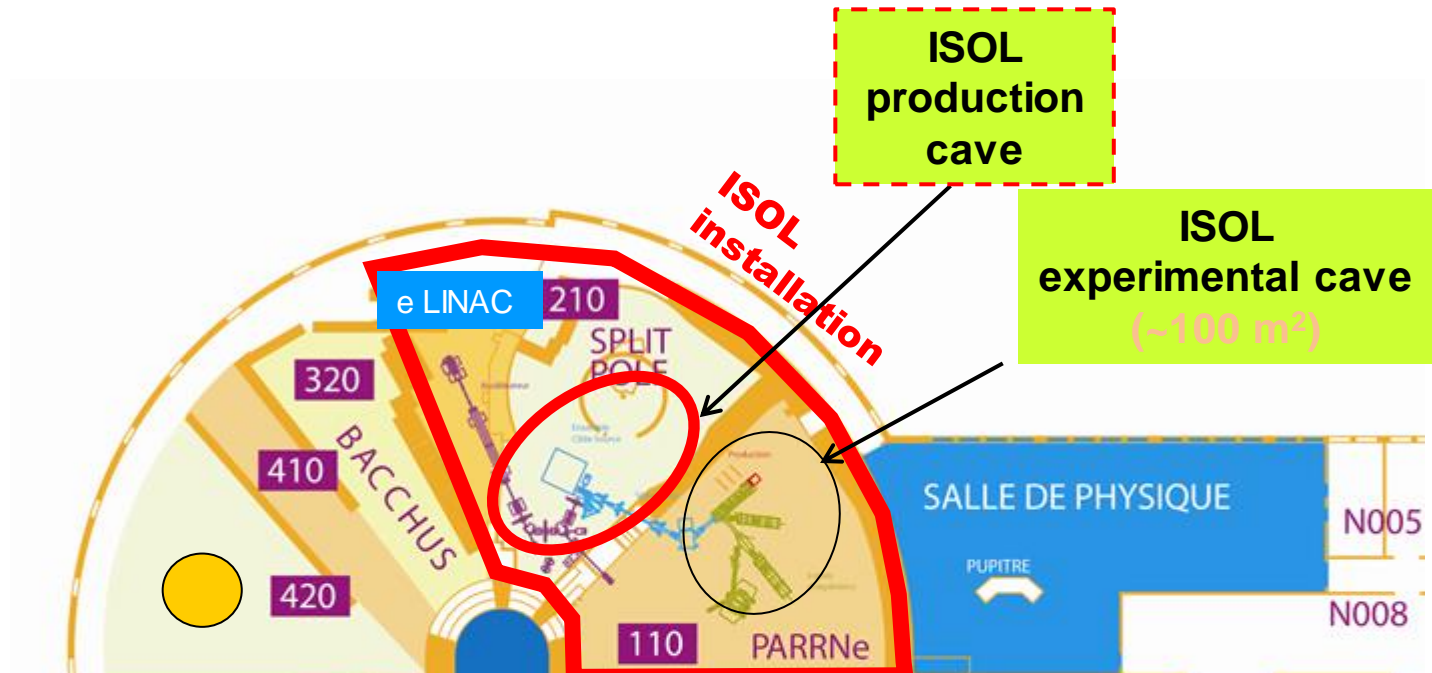 ISOL
production
cave
ISOL
experimental cave
(~100 m²)
ISOL
installation
e LINAC
210
SPLIT
POLE
320
BACCHUS
410
420
Production
110
PARRNe
SALLE DE PHYSIQUE
PUPITRE
N005
N008